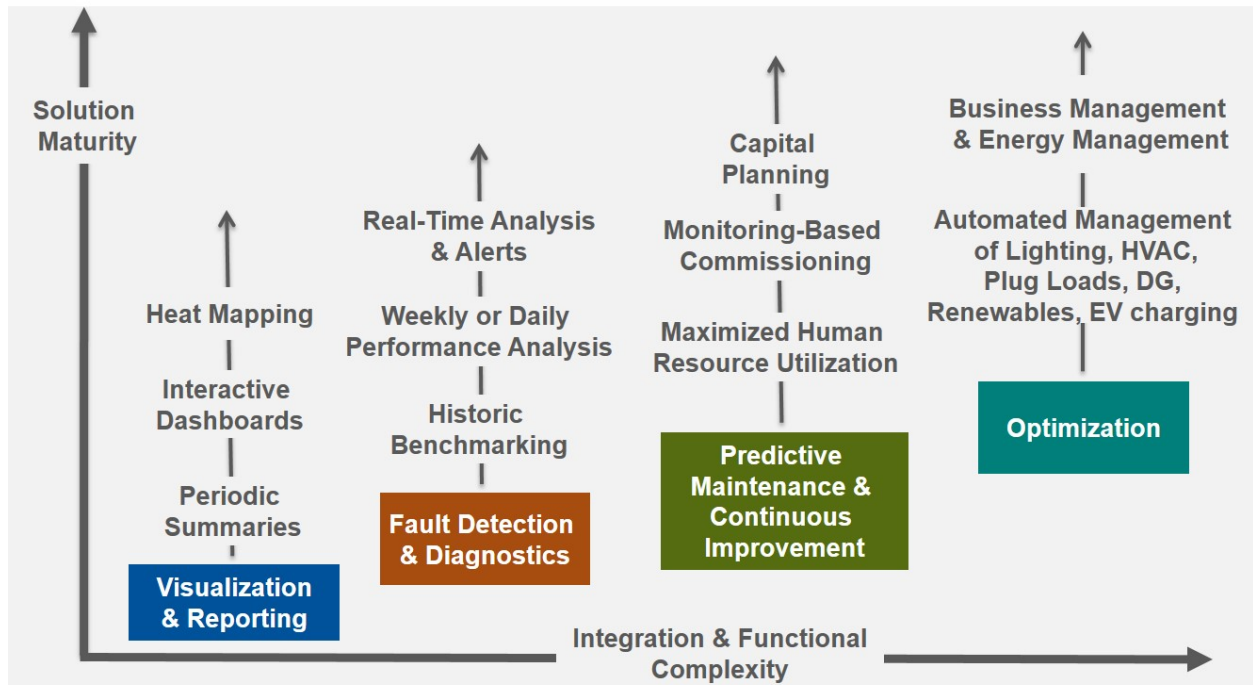 Solution
Maturity
Heat Mapping
Interactive
Dashboards
Periodic
Summaries
Visualization
& Reporting
Real-Time Analysis
& Alerts
Weekly or Daily
Performance Analysis
Historic
Benchmarking
Fault Detection
& Diagnostics
Capital
Planning
Monitoring-Based
Commissioning
Maximized Human
Resource Utilization
Predictive
Maintenance &
Continuous
Improvement
Business Management
& Energy Management
Automated Management
of Lighting, HVAC,
Plug Loads, DG,
Renewables, EV charging
Optimization
Integration & Functional
Complexity